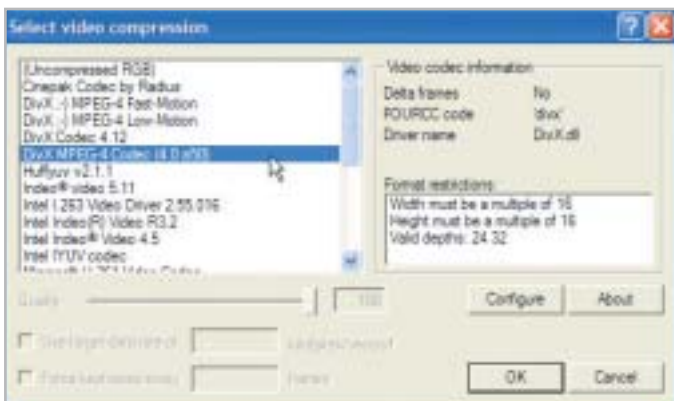 Select video compression
(Uncompressed RGB)
Cinepak Codec by Radius
DivX ;-) MPEG-4 Fast-Motion
DivX ;-) MPEG-4 Low-Motion
DivX Codec 4.12
DivX MPEG-4 Codec (4.0 a50)
Huffyuv v2.1.1
Indeo® video 5.11
Intel I.263 Video Driver 2.55.016
Intel Indeo(R) Video R3.2
Intel Indeo® Video 4.5
Intel IYUV codec
Video codec information
Delta frames No
FOURCC code 'divx'
Driver name DivX.dll
Format restrictions
Width must be a multiple of 16
Height must be a multiple of 16
Valid depths: 24 32
Quality 100
Configure
About
frames
OK
Cancel